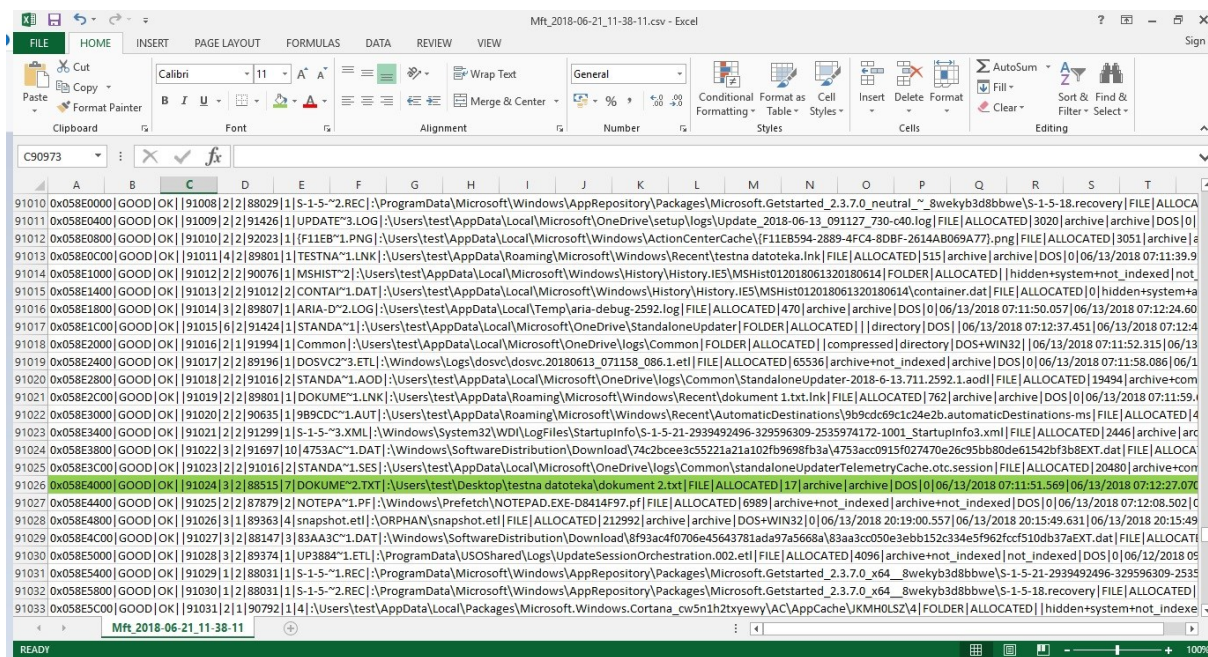 Mft_2018-06-21_11-38-11.csv - Excel
FILE HOME INSERT PAGE LAYOUT FORMULAS DATA REVIEW VIEW Sign
Cut
Copy
Format Painter
Paste
Calibri 11
B I U
Wrap Text
Merge & Center
General
Conditional Formatting
Format as Table
Cell Styles
Insert Delete Format
AutoSum
Fill
Clear
Sort & Filter
Find & Select
Clipboard Font Alignment Number Styles Cells Editing
C90973
A B C D E F G H I J K L M N O P Q R S T
91010 0x058E0000|GOOD|OK||91008|2|2|88029|1|S-1-5-~2.REC|:\ProgramData\Microsoft\Windows\AppRepository\Packages\Microsoft.Getstarted_2.3.7.0_neutral_~_8wekyb3d8bbwe\S-1-5-18.recovery|FILE|ALLOCA
91011 0x058E0400|GOOD|OK||91009|2|2|91426|1|UPDATE~3.LOG|:\Users\test\AppData\Local\Microsoft\OneDrive\setup\logs\Update_2018-06-13_091127_730-c40.log|FILE|ALLOCATED|3020|archive|archive|DOS|0|
91012 0x058E0800|GOOD|OK||91010|2|2|92023|1|{F11EB~1.PNG|:\Users\test\AppData\Local\Microsoft\Windows\ActionCenterCache\{F11EB594-2889-4FC4-8DBF-2614AB069A77}.png|FILE|ALLOCATED|3051|archive|a
91013 0x058E0C00|GOOD|OK||91011|4|2|89801|1|TESTNA~1.LNK|:\Users\test\AppData\Roaming\Microsoft\Windows\Recent\testna datoteka.lnk|FILE|ALLOCATED|515|archive|archive|DOS|0|06/13/2018 07:11:39.9
91014 0x058E1000|GOOD|OK||91012|2|2|90076|1|MSHIST~2|:\Users\test\AppData\Local\Microsoft\Windows\History\History.IE5\MSHist012018061320180614|FOLDER|ALLOCATED||hidden+system+not_indexed|not_
91015 0x058E1400|GOOD|OK||91013|2|2|91012|2|CONTAI~1.DAT|:\Users\test\AppData\Local\Microsoft\Windows\History\History.IE5\MSHist012018061320180614\container.dat|FILE|ALLOCATED|0|hidden+system+a
91016 0x058E1800|GOOD|OK||91014|3|2|89807|1|ARIA-D~2.LOG|:\Users\test\AppData\Local\Temp\aria-debug-2592.log|FILE|ALLOCATED|470|archive|archive|DOS|0|06/13/2018 07:11:50.057|06/13/2018 07:12:24.60
91017 0x058E1C00|GOOD|OK||91015|6|2|91424|1|STANDA~1|:\Users\test\AppData\Local\Microsoft\OneDrive\StandaloneUpdater|FOLDER|ALLOCATED|||directory|DOS||06/13/2018 07:12:37.451|06/13/2018 07:12:4
91018 0x058E2000|GOOD|OK||91016|2|1|91994|1|Common|:\Users\test\AppData\Local\Microsoft\OneDrive\logs\Common|FOLDER|ALLOCATED||compressed|directory|DOS+WIN32||06/13/2018 07:11:52.315|06/13/2018
91019 0x058E2400|GOOD|OK||91017|2|2|89196|1|DOSVC2~3.ETL|:\Windows\Logs\dosvc\dosvc.20180613_071158_086.1.etl|FILE|ALLOCATED|65536|archive+not_indexed|archive|DOS|0|06/13/2018 07:11:58.086|06/1
91020 0x058E2800|GOOD|OK||91018|2|2|91016|2|STANDA~1.AOD|:\Users\test\AppData\Local\Microsoft\OneDrive\logs\Common\StandaloneUpdater-2018-6-13.711.2592.1.aodl|FILE|ALLOCATED|19494|archive+com
91021 0x058E2C00|GOOD|OK||91019|2|2|89801|1|DOKUME~1.LNK|:\Users\test\AppData\Roaming\Microsoft\Windows\Recent\dokument 1.txt.lnk|FILE|ALLOCATED|762|archive|archive|DOS|0|06/13/2018 07:11:59.
91022 0x058E3000|GOOD|OK||91020|2|2|90635|1|9B9CDC~1.AUT|:\Users\test\AppData\Roaming\Microsoft\Windows\Recent\AutomaticDestinations\9b9cdc69c1c24e2b.automaticDestinations-ms|FILE|ALLOCATED|4
91023 0x058E3400|GOOD|OK||91021|2|2|91299|1|S-1-5-~3.XML|:\Windows\System32\WDI\LogFiles\StartupInfo\S-1-5-21-2939492496-329596309-2535974172-1001_StartupInfo3.xml|FILE|ALLOCATED|2446|archive|arc
91024 0x058E3800|GOOD|OK||91022|3|2|91697|10|4753AC~1.DAT|:\Windows\SoftwareDistribution\Download\74c2bcee3c55221a21a102fb9698fb3a\4753acc0915f027470e26c95bb80de61542bf3b8EXT.dat|FILE|ALLOCA
91025 0x058E3C00|GOOD|OK||91023|2|2|91016|2|STANDA~1.SES|:\Users\test\AppData\Local\Microsoft\OneDrive\logs\Common\standaloneUpdaterTelemetryCache.otc.session|FILE|ALLOCATED|20480|archive+com
91026 0x058E4000|GOOD|OK||91024|3|2|88515|7|DOKUME~2.TXT|:\Users\test\Desktop\testna datoteka\dokument 2.txt|FILE|ALLOCATED|17|archive|archive|DOS|0|06/13/2018 07:11:51.569|06/13/2018 07:12:27.070
91027 0x058E4400|GOOD|OK||91025|2|2|87879|2|NOTEPA~1.PF|:\Windows\Prefetch\NOTEPAD.EXE-D8414F97.pf|FILE|ALLOCATED|6989|archive+not_indexed|archive+not_indexed|DOS|0|06/13/2018 07:12:08.502|0
91028 0x058E4800|GOOD|OK||91026|3|1|89363|4|snapshot.etl|:\ORPHAN\snapshot.etl|FILE|ALLOCATED|212992|archive|archive|DOS+WIN32|0|06/13/2018 20:19:00.557|06/13/2018 20:15:49.631|06/13/2018 20:15:49
91029 0x058E4C00|GOOD|OK||91027|3|2|88147|3|83AA3C~1.DAT|:\Windows\SoftwareDistribution\Download\8f93ac4f0706e45643781ada97a5668a\83aa3cc050e3ebb152c334e5f962fccf510db37aEXT.dat|FILE|ALLOCATE
91030 0x058E5000|GOOD|OK||91028|3|2|89374|1|UP3884~1.ETL|:\ProgramData\USOShared\Logs\UpdateSessionOrchestration.002.etl|FILE|ALLOCATED|4096|archive+not_indexed|not_indexed|DOS|0|06/12/2018 09
91031 0x058E5400|GOOD|OK||91029|1|2|88031|1|S-1-5-~1.REC|:\ProgramData\Microsoft\Windows\AppRepository\Packages\Microsoft.Getstarted_2.3.7.0_x64__8wekyb3d8bbwe\S-1-5-21-2939492496-329596309-2535
91032 0x058E5800|GOOD|OK||91030|1|2|88031|1|S-1-5-~2.REC|:\ProgramData\Microsoft\Windows\AppRepository\Packages\Microsoft.Getstarted_2.3.7.0_x64__8wekyb3d8bbwe\S-1-5-18.recovery|FILE|ALLOCATED|
91033 0x058E5C00|GOOD|OK||91031|2|1|90792|1|4|:\Users\test\AppData\Local\Packages\Microsoft.Windows.Cortana_cw5n1h2txyewy\AC\AppCache\JKMH0LSZ\4|FOLDER|ALLOCATED||hidden+system+not_indexe
Mft_2018-06-21_11-38-11
READY 100%